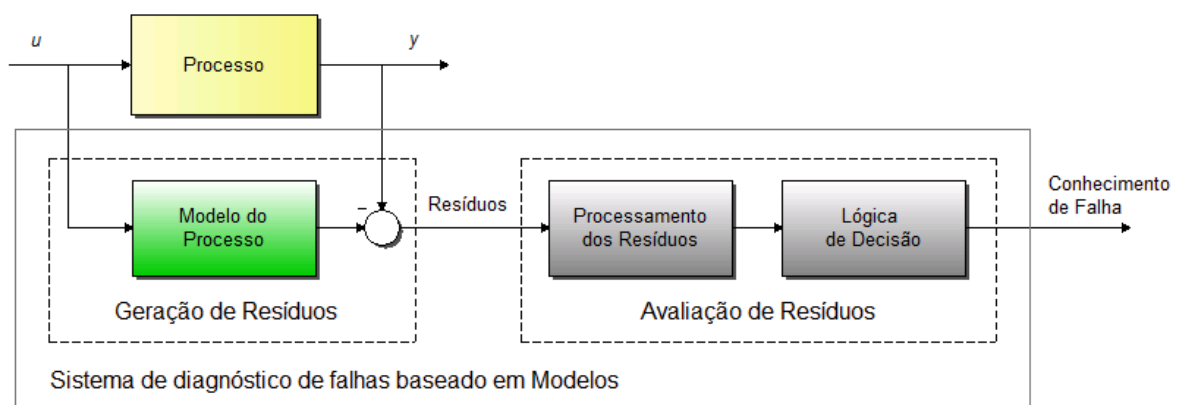 u
y
Processo
Modelo do
Processo
–
Resíduos
Processamento
dos Resíduos
Lógica
de Decisão
Conhecimento
de Falha
Geração de Resíduos
Avaliação de Resíduos
Sistema de diagnóstico de falhas baseado em Modelos